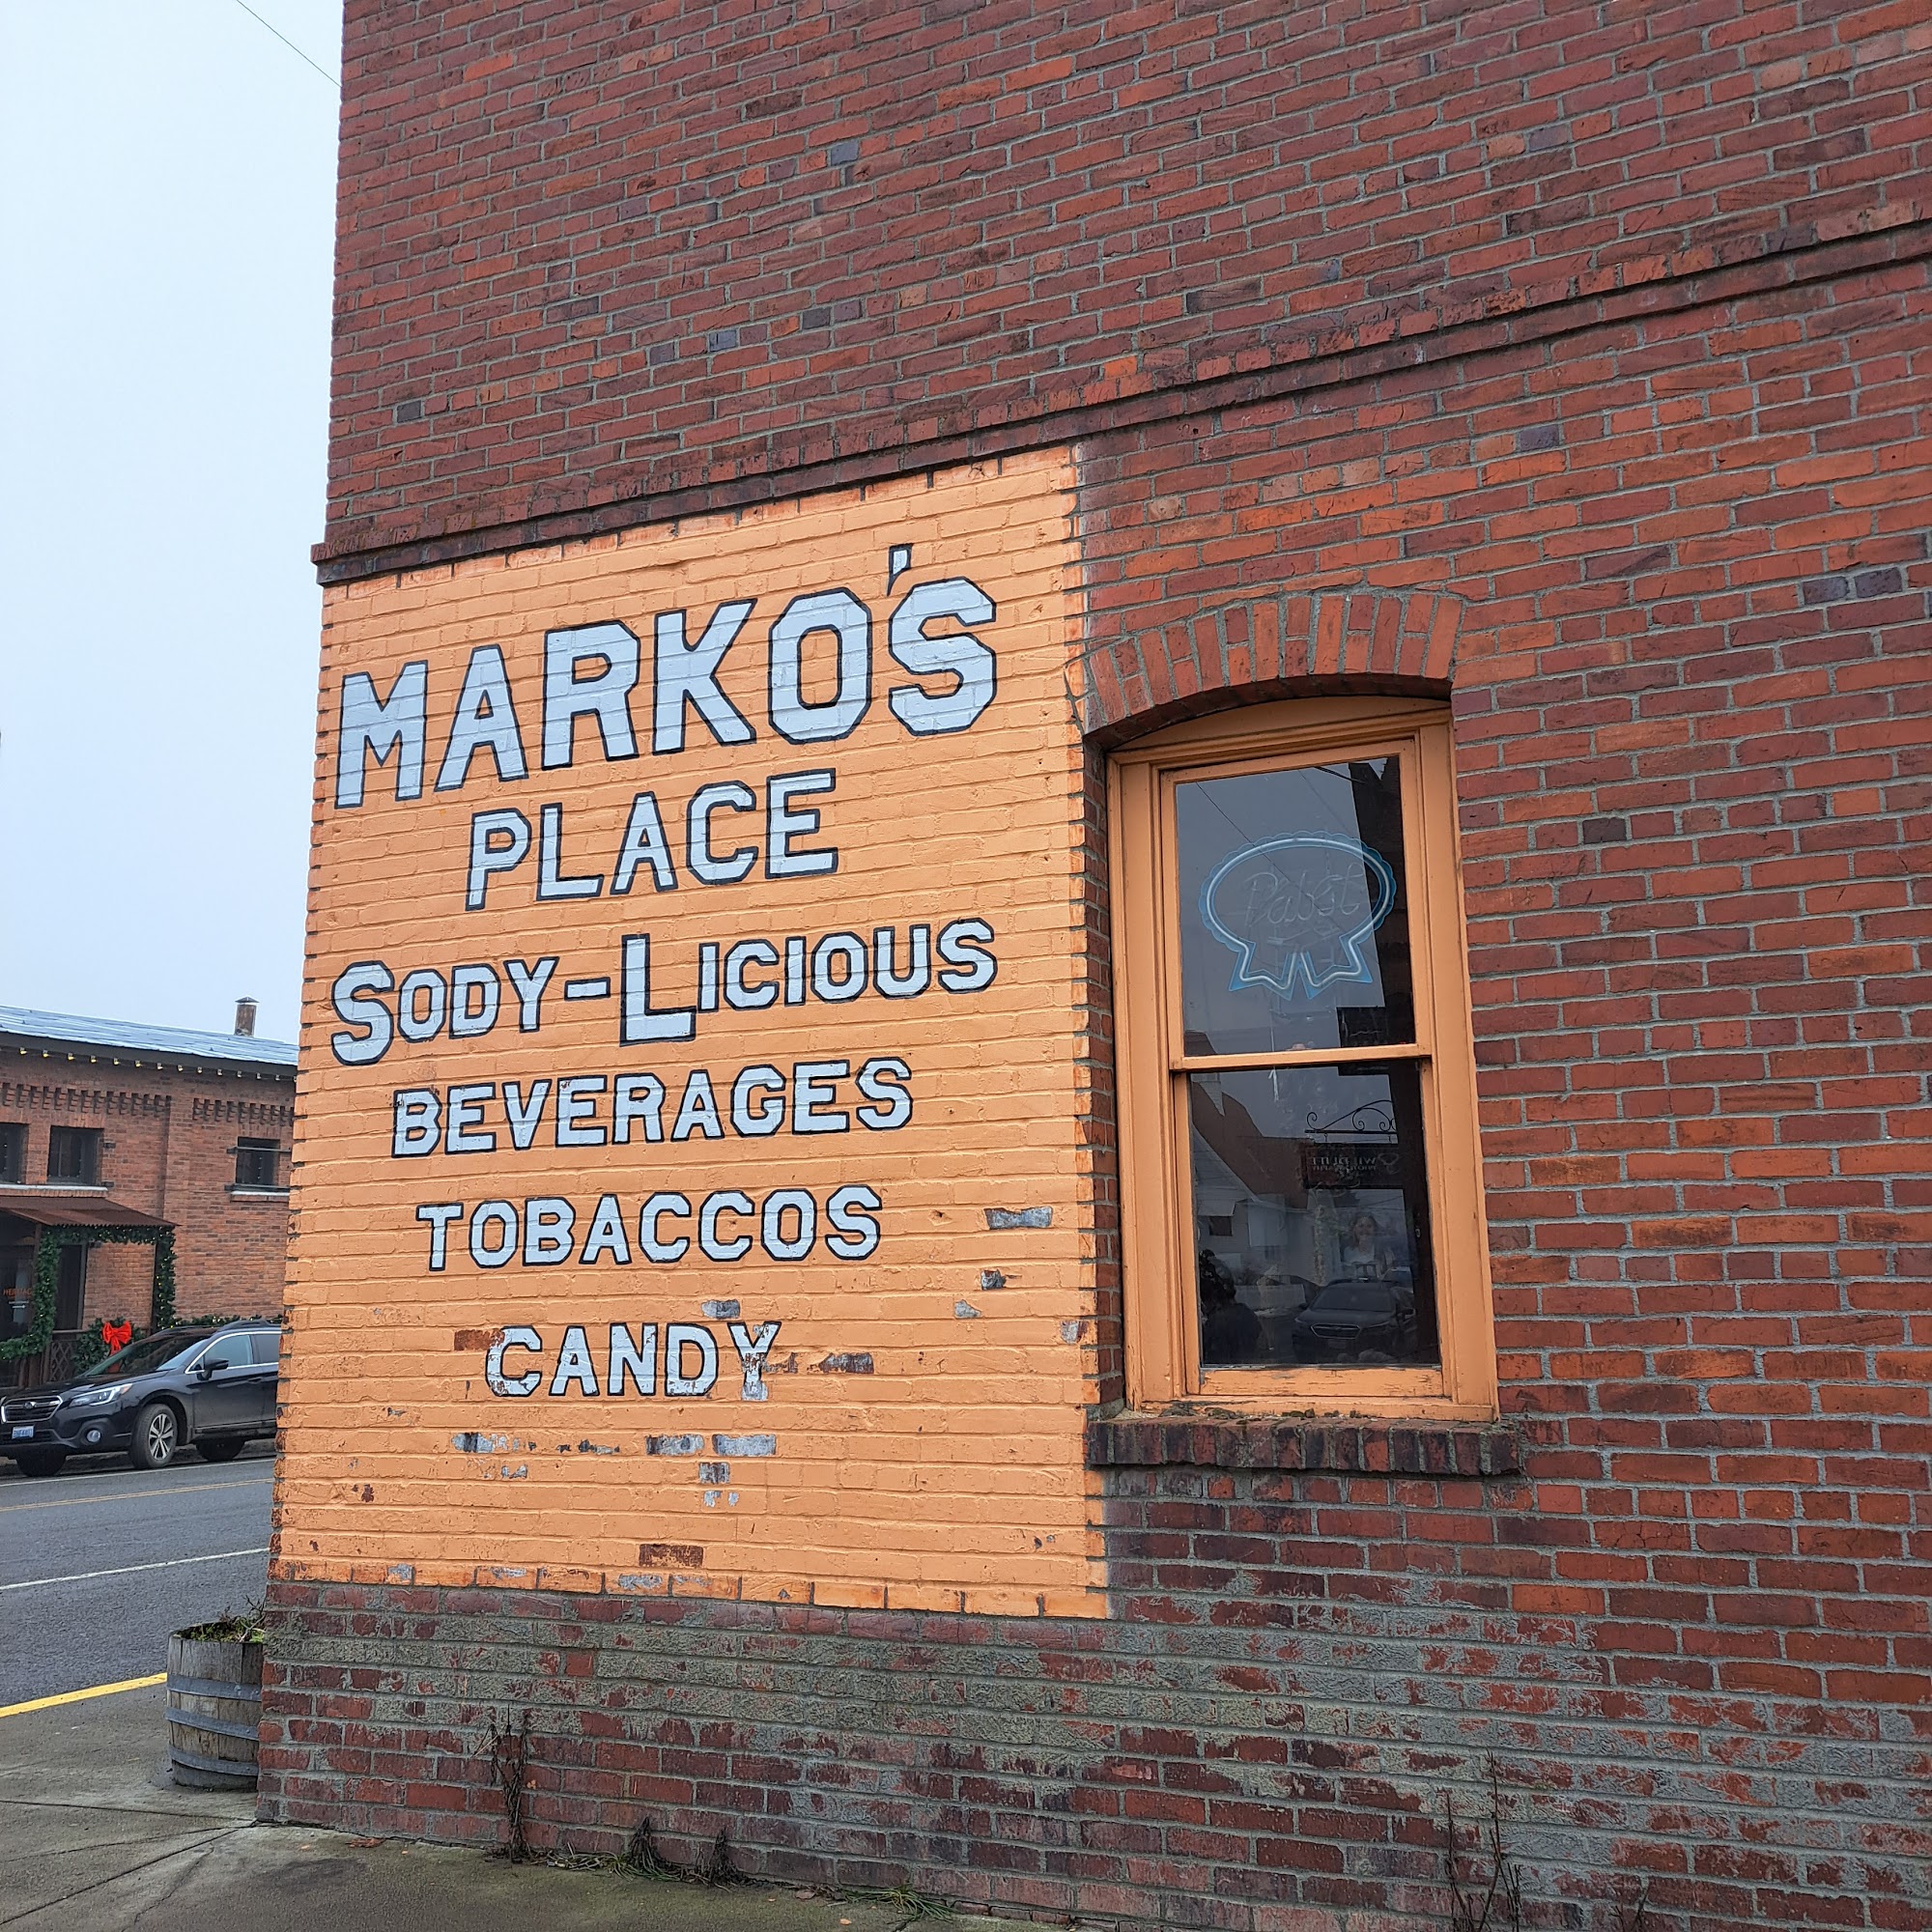 MARKO'S
PLACE
SODY-LICIOUS
BEVERAGES
TOBACCOS
CANDY
Pabst